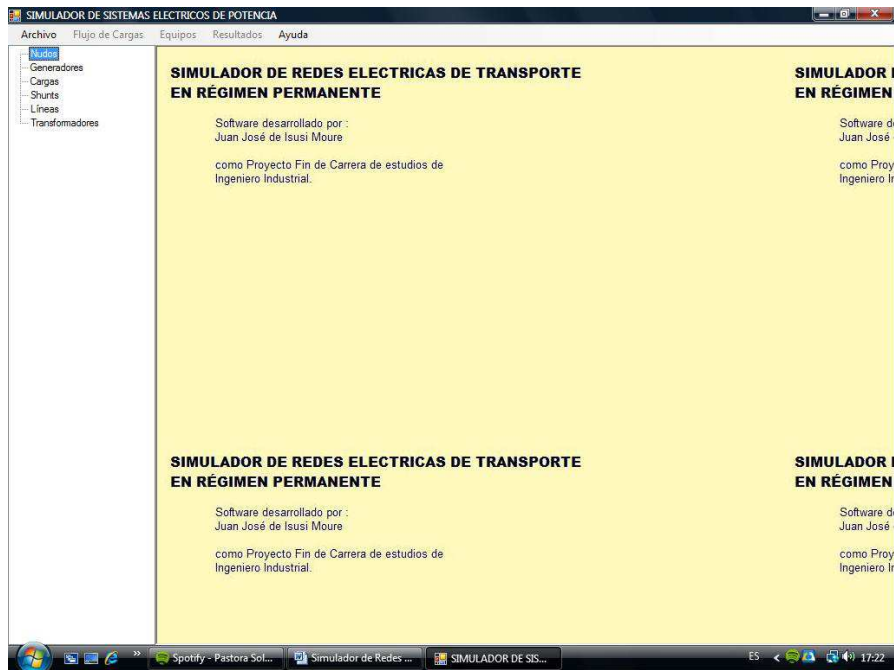 SIMULADOR DE SISTEMAS ELECTRICOS DE POTENCIA
Archivo Flujo de Cargas Equipos Resultados Ayuda
Nudos
Generadores
Cargas
Shunts
Líneas
Transformadores
SIMULADOR DE REDES ELECTRICAS DE TRANSPORTE
EN RÉGIMEN PERMANENTE
Software desarrollado por :
Juan José de Isusi Moure
como Proyecto Fin de Carrera de estudios de
Ingeniero Industrial.
SIMULADOR
EN RÉGIMEN
Software
Juan José
como
Ingeniero
SIMULADOR DE REDES ELECTRICAS DE TRANSPORTE
EN RÉGIMEN PERMANENTE
Software desarrollado por :
Juan José de Isusi Moure
como Proyecto Fin de Carrera de estudios de
Ingeniero Industrial.
SIMULADOR
EN RÉGIMEN
Software
Juan José
como
Ingeniero
Spotify - Pastora Sol...
Simulador de Redes ...
SIMULADOR DE SIS...
ES
17:22